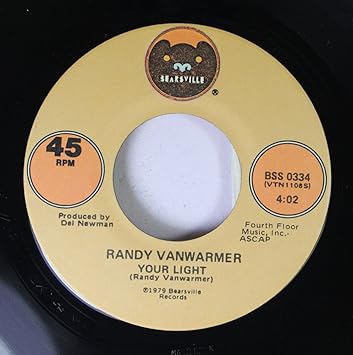 BEARSVILLE
®
45
RPM
BSS 0334
(VTN1108S)
4:02
Produced by
Del Newman
Fourth Floor
Music, Inc.-
ASCAP
RANDY VANWARMER
YOUR LIGHT
(Randy Vanwarmer)
℗1979 Bearsville
Records